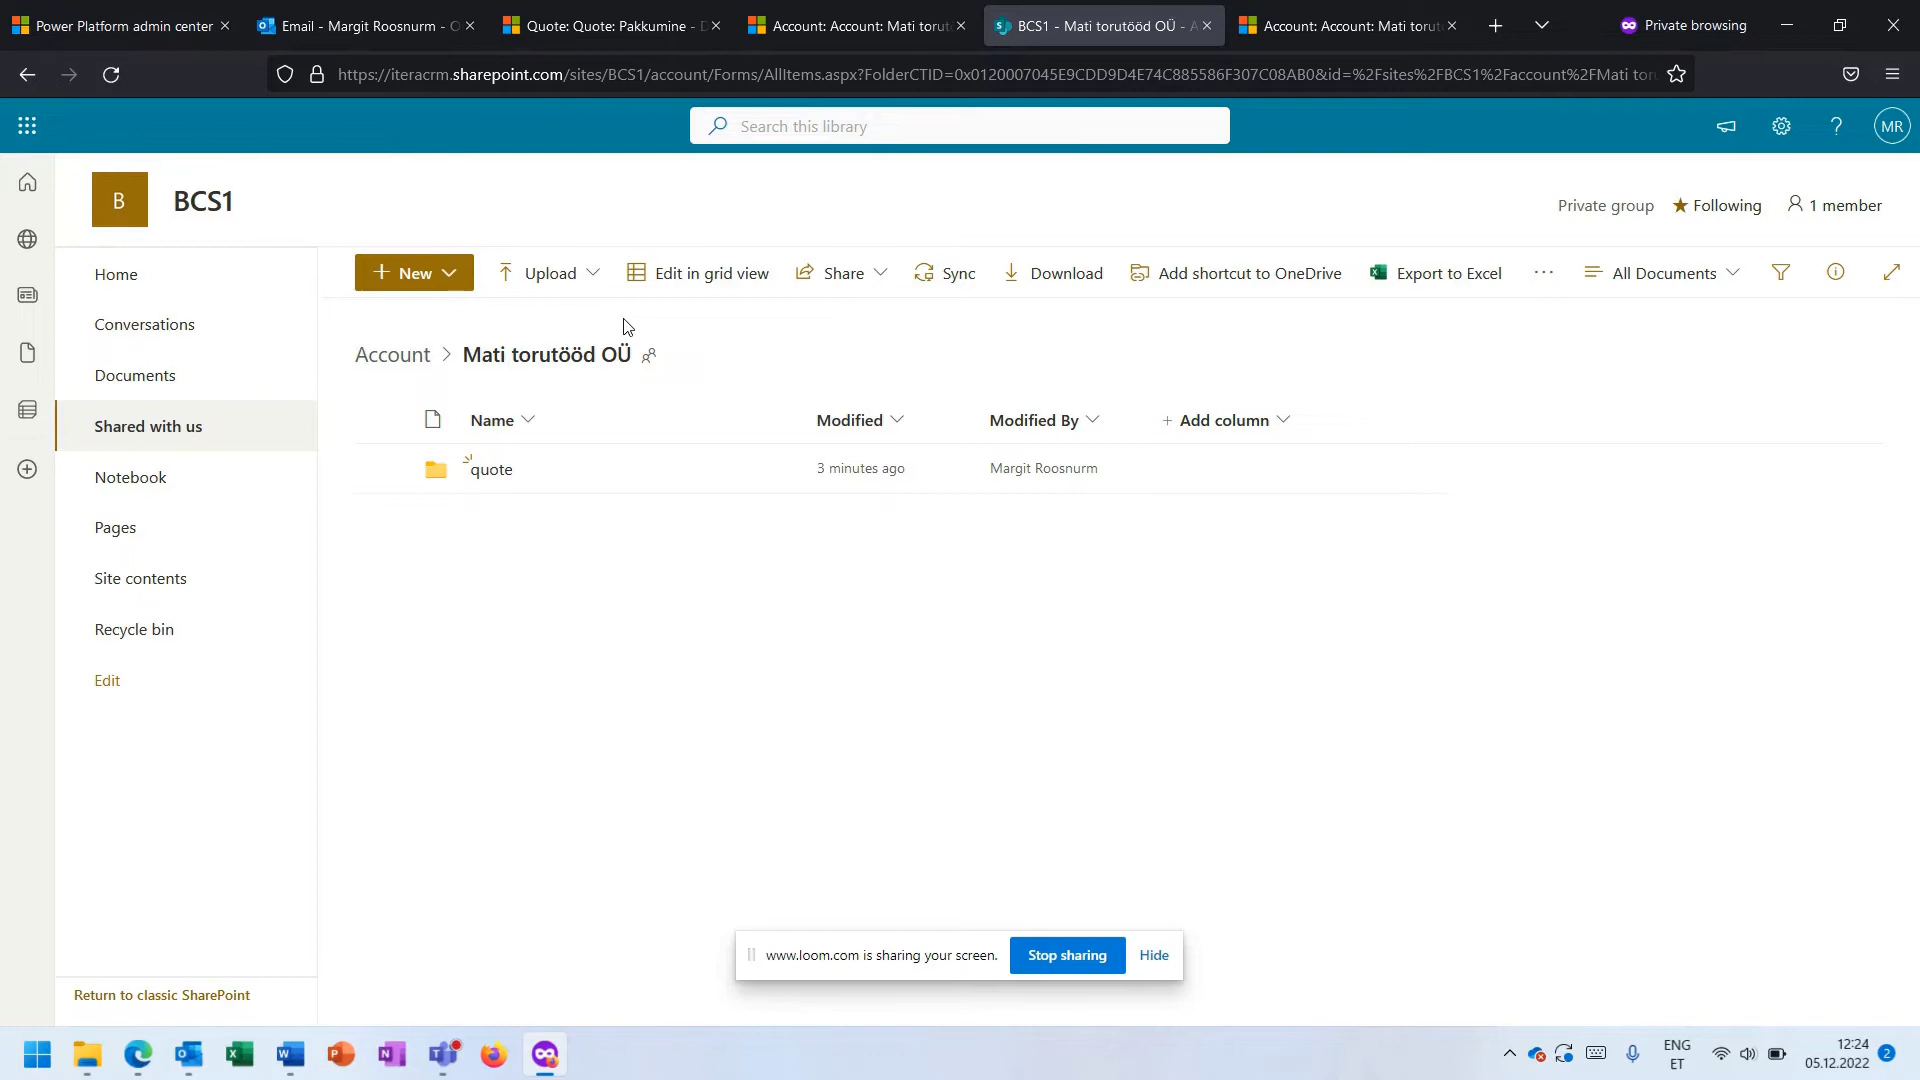 Power Platform admin center
Email - Margit Roosnurm - O
Quote: Quote: Pakkumine - D
Account: Account: Mati torut
BCS1 - Mati torutööd OÜ - A
Account: Account: Mati torut
Private browsing
https://iteracrm.sharepoint.com/sites/BCS1/account/Forms/AllItems.aspx?FolderCTID=0x0120007045E9CDD9D4E74C885586F307C08AB0&id=%2Fsites%2FBCS1%2Faccount%2FMati tor
Search this library
MR
B
BCS1
Private group
Following
1 member
Home
Conversations
Documents
Shared with us
Notebook
Pages
Site contents
Recycle bin
Edit
Return to classic SharePoint
+ New
Upload
Edit in grid view
Share
Sync
Download
Add shortcut to OneDrive
Export to Excel
...
All Documents
Account > Mati torutööd OÜ
Name
Modified
Modified By
+ Add column
quote
3 minutes ago
Margit Roosnurm
www.loom.com is sharing your screen.
Stop sharing
Hide
ENG
ET
12:24
05.12.2022
2